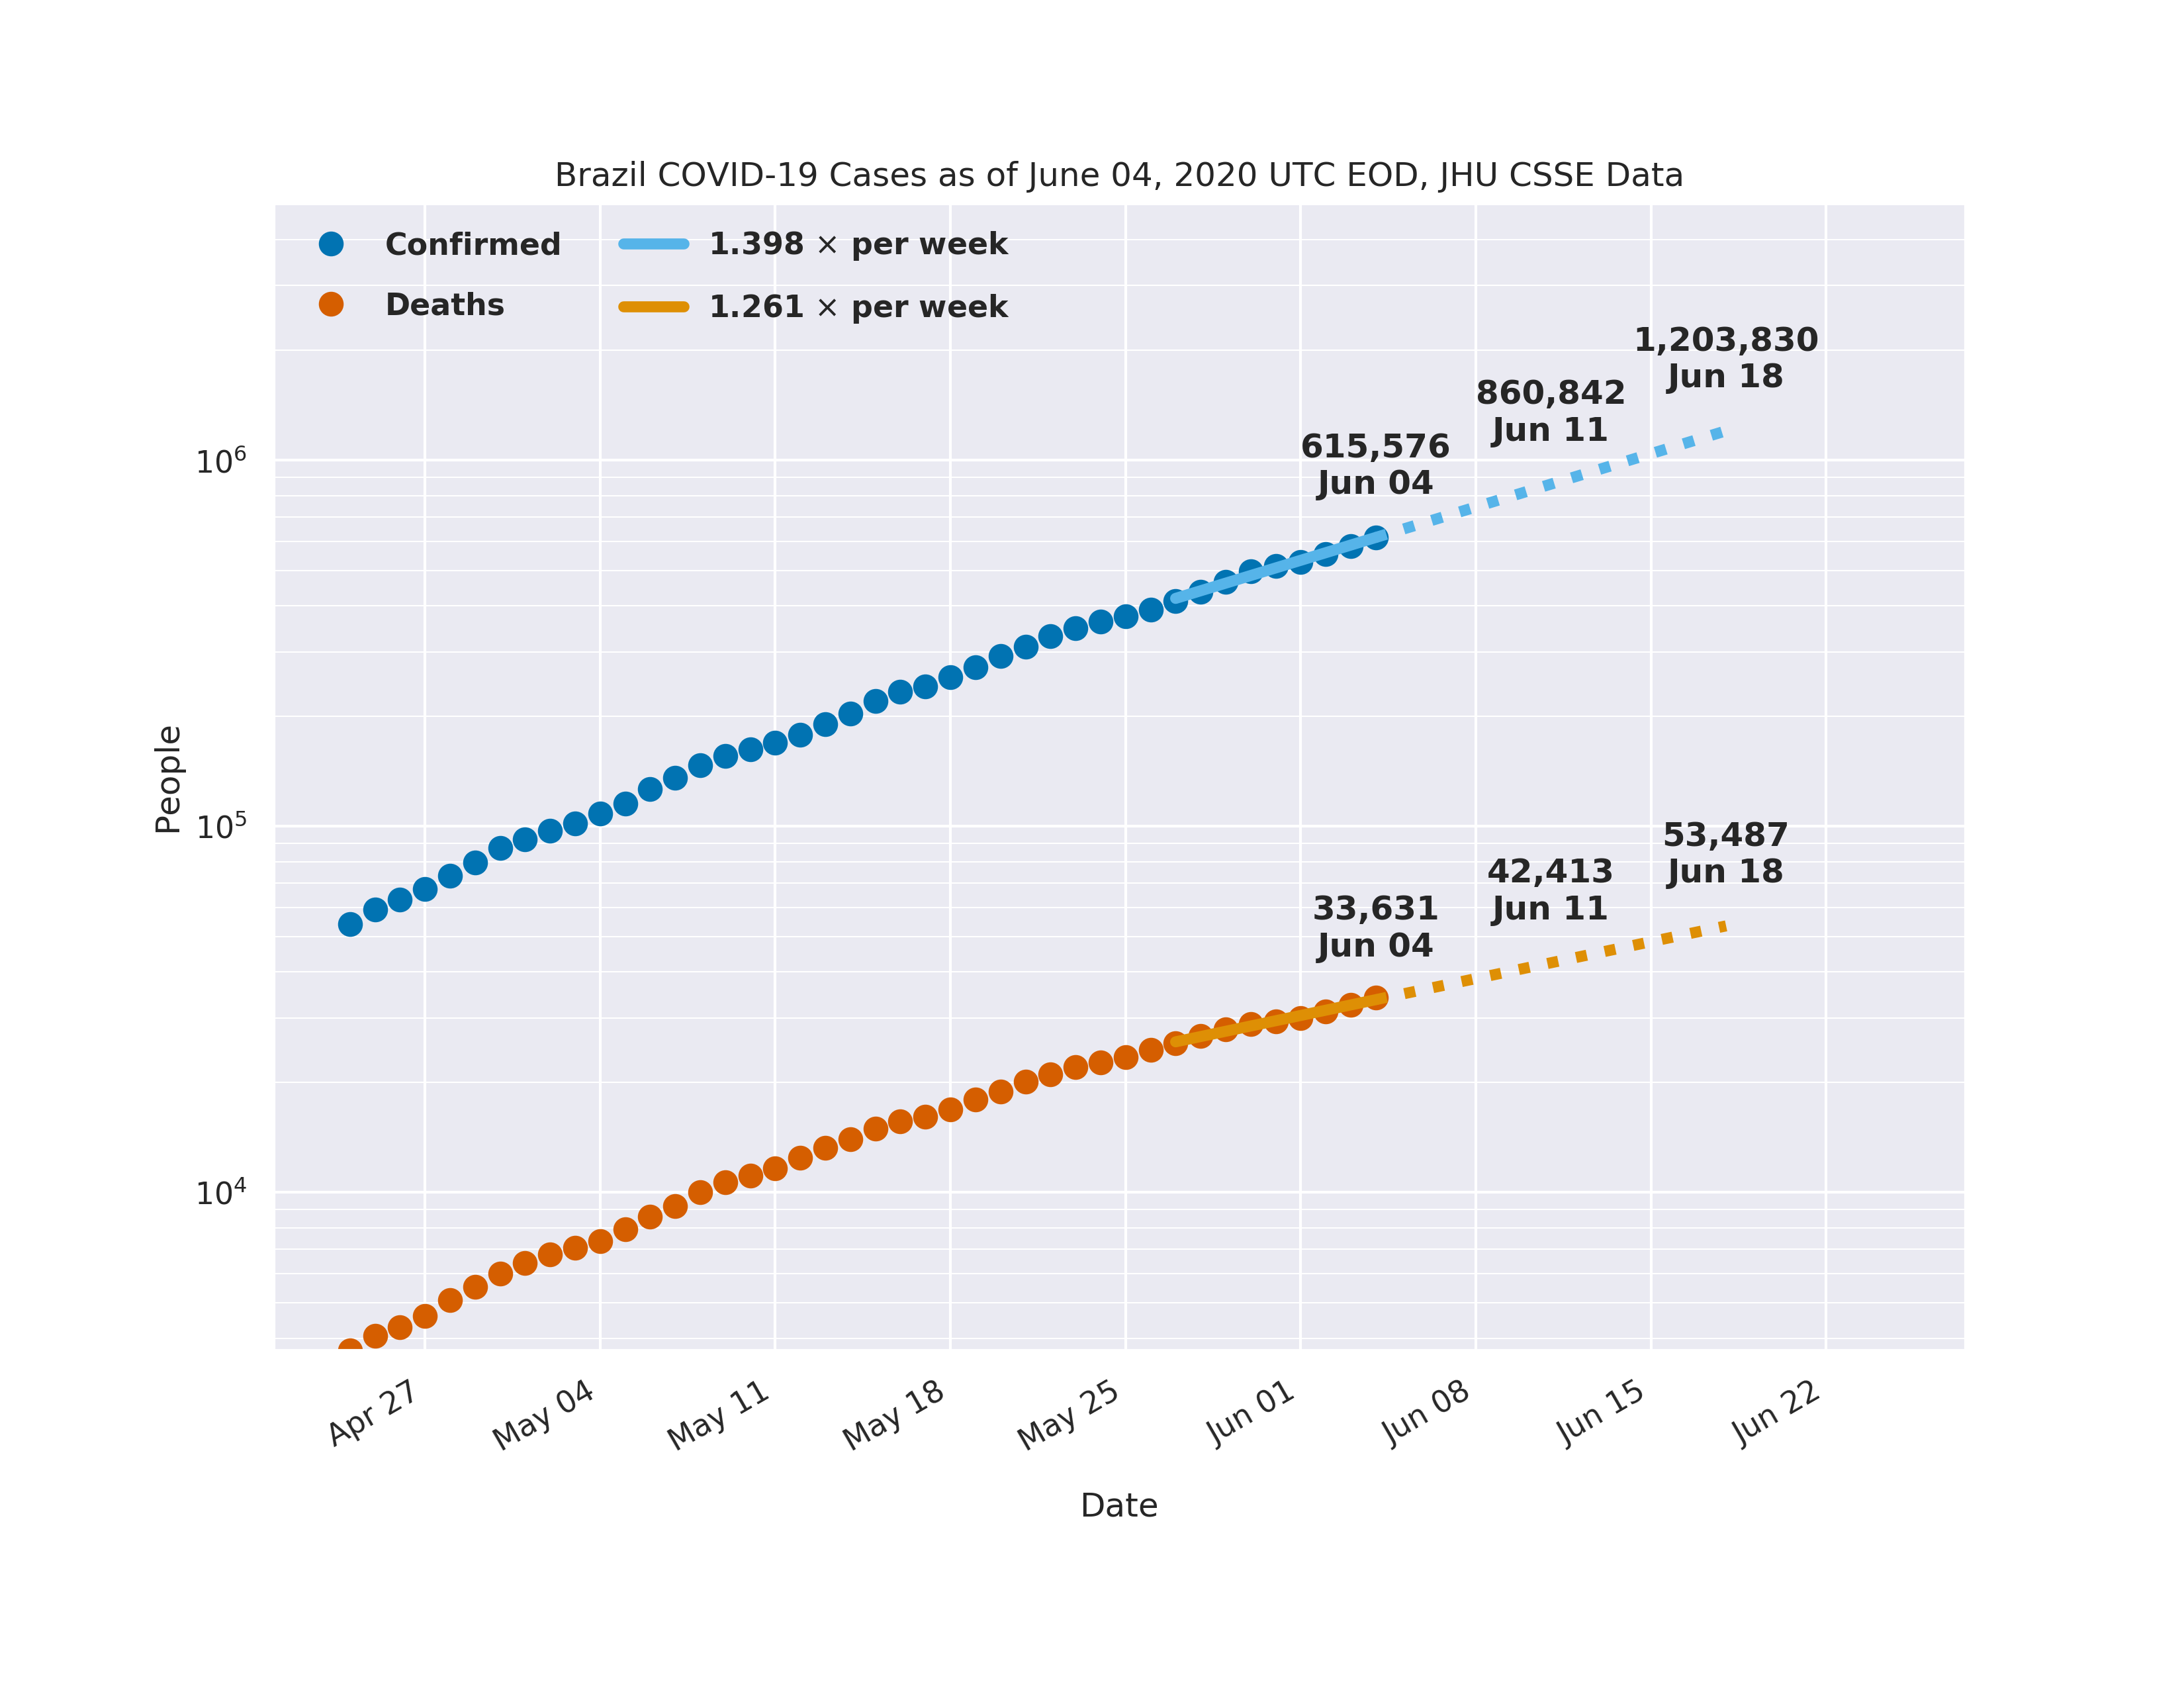 Brazil COVID-19 Cases as of June 04, 2020 UTC EOD, JHU CSSE Data
Confirmed
Deaths
1.398 × per week
1.261 × per week
1,203,830
Jun 18
860,842
Jun 11
615,576
Jun 04
53,487
Jun 18
42,413
Jun 11
33,631
Jun 04
People
10⁶
10⁵
10⁴
Apr 27
May 04
May 11
May 18
May 25
Jun 01
Jun 08
Jun 15
Jun 22
Date